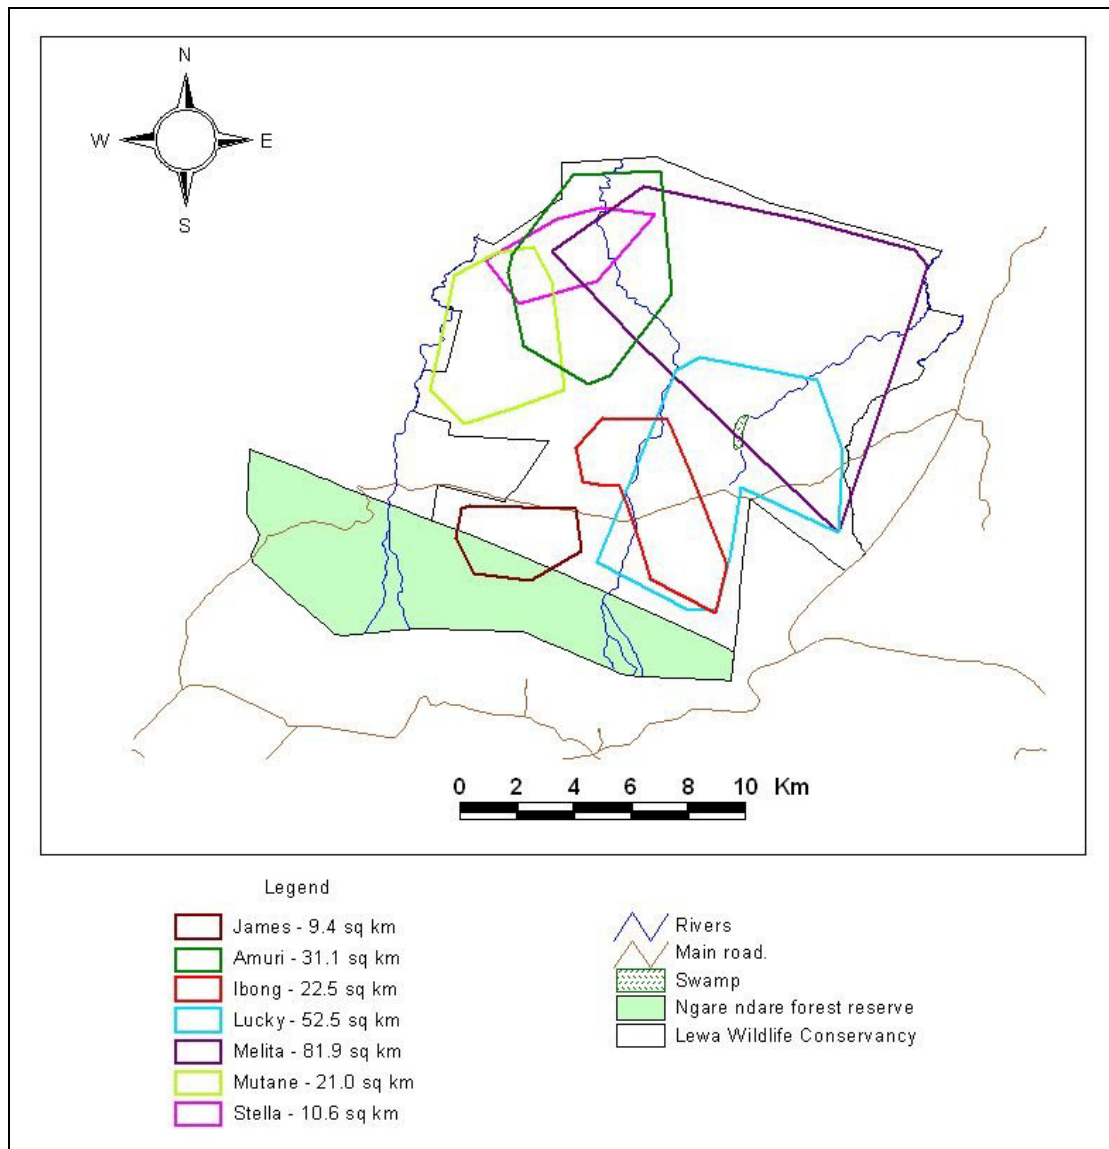 N
W E
S
0 2 4 6 8 10 Km
Legend
James - 9.4 sq km
Amuri - 31.1 sq km
Ibong - 22.5 sq km
Lucky - 52.5 sq km
Melita - 81.9 sq km
Mutane - 21.0 sq km
Stella - 10.6 sq km
Rivers
Main road.
Swamp
Ngare ndare forest reserve
Lewa Wildlife Conservancy